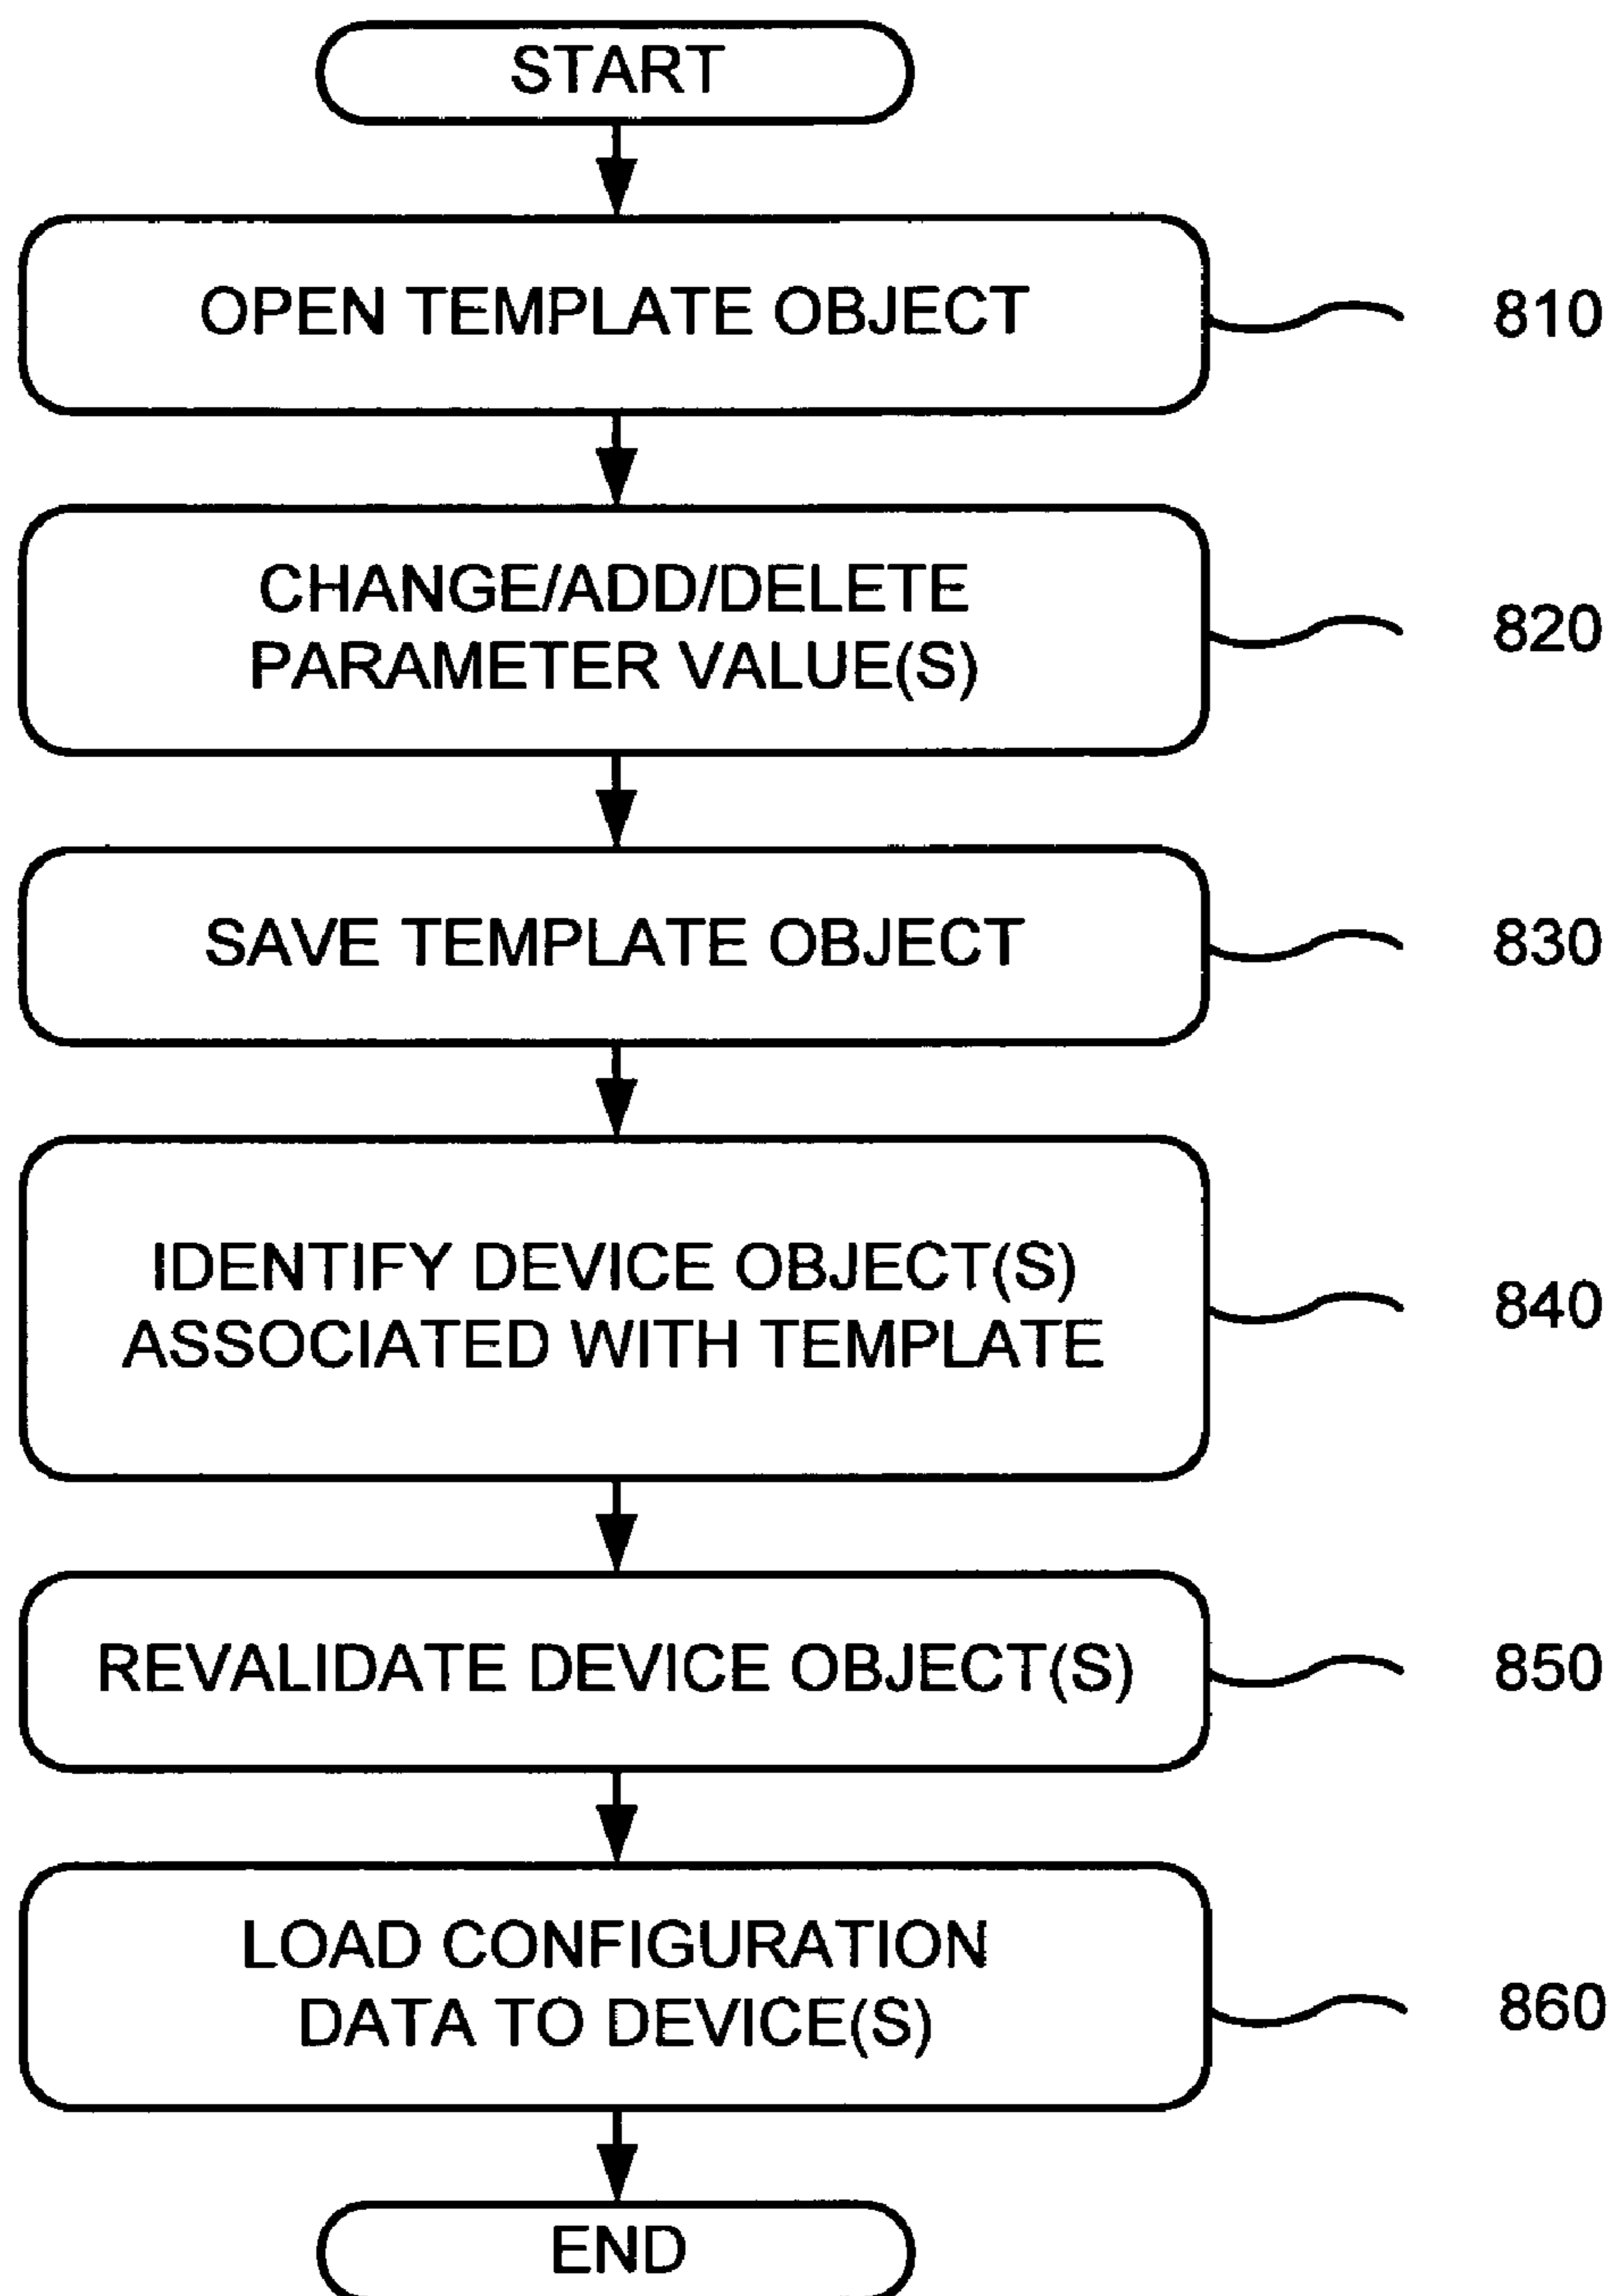 START
OPEN TEMPLATE OBJECT
810
CHANGE/ADD/DELETE
PARAMETER VALUE(S)
820
SAVE TEMPLATE OBJECT
830
IDENTIFY DEVICE OBJECT(S)
ASSOCIATED WITH TEMPLATE
840
REVALIDATE DEVICE OBJECT(S)
850
LOAD CONFIGURATION
DATA TO DEVICE(S)
860
END